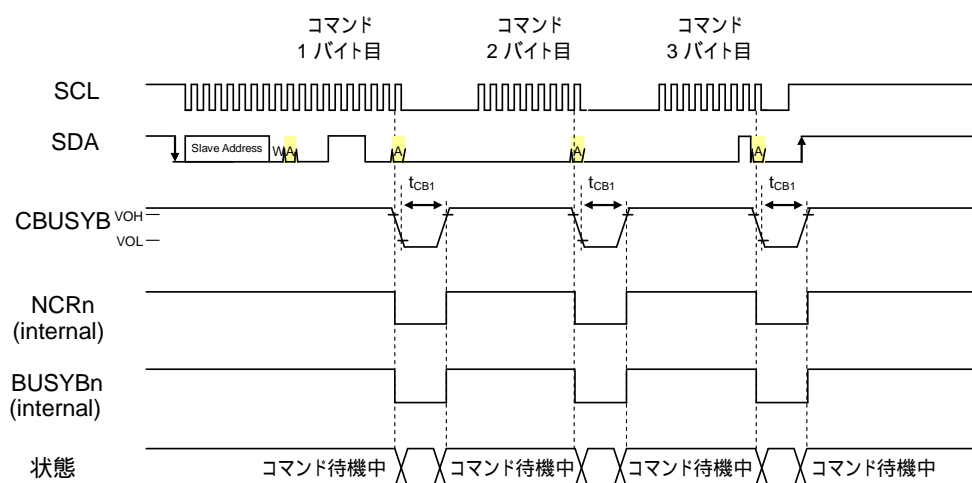 コマンド
1 バイト目
コマンド
2 バイト目
コマンド
3 バイト目
SCL
SDA
Slave Address
W
A
A
A
A
tCB1
tCB1
tCB1
CBUSYB
VOH
VOL
NCRn
(internal)
BUSYBn
(internal)
状態
コマンド待機中
コマンド待機中
コマンド待機中
コマンド待機中